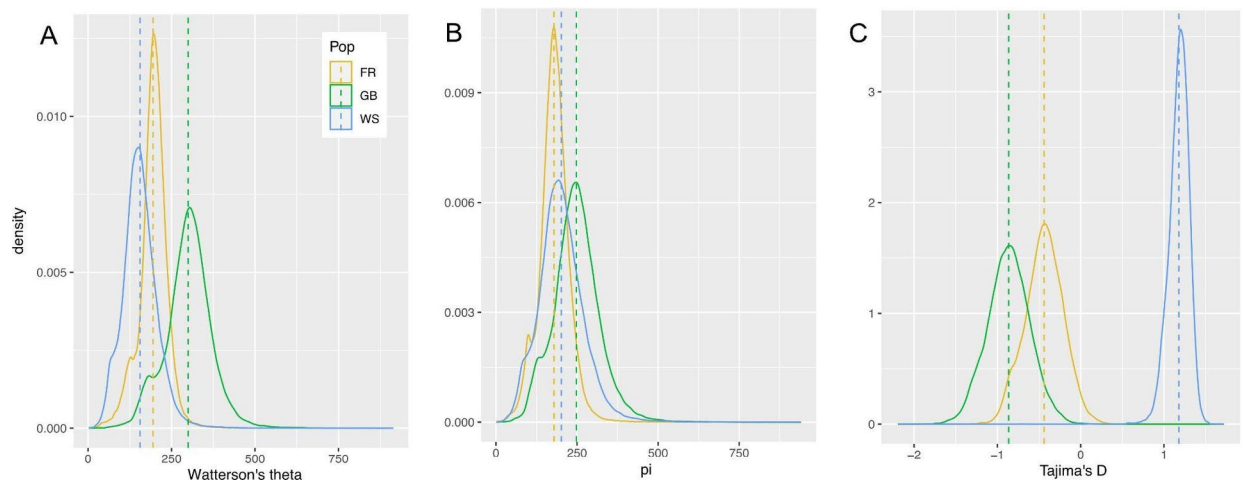 A
Pop
FR
GB
WS
density
0.010
0.005
0.000
0
250
500
750
Watterson's theta
B
0.009
0.006
0.003
0.000
0
250
500
750
pi
C
3
2
1
0
−2
−1
0
1
Tajima's D